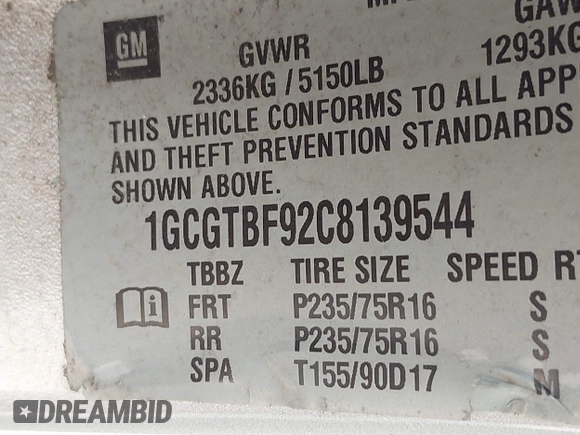 GM
GVWR
2336KG / 5150LB
1293KG
THIS VEHICLE CONFORMS TO ALL APP
AND THEFT PREVENTION STANDARDS
SHOWN ABOVE.
1GCGTBF92C8139544
TBBZ TIRE SIZE SPEED RT
FRT P235/75R16 S
RR P235/75R16 S
SPA T155/90D17 M
DREAMBID